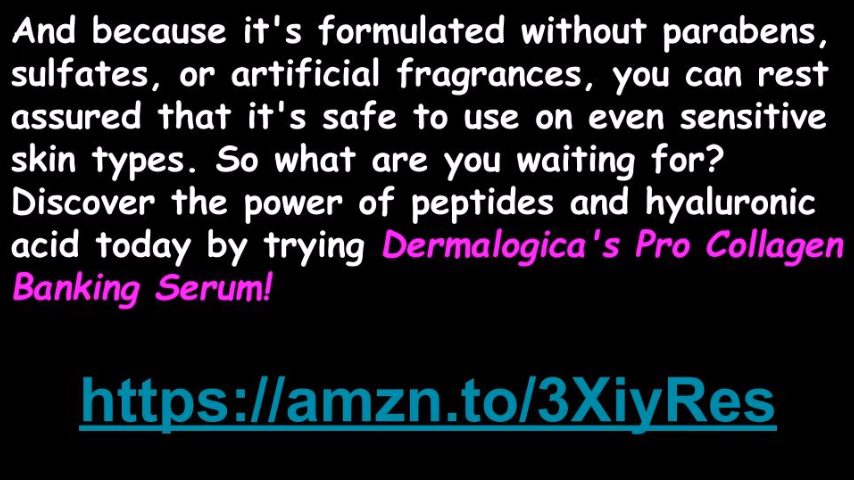 And because it's formulated without parabens,
sulfates, or artificial fragrances, you can rest
assured that it's safe to use on even sensitive
skin types. So what are you waiting for?
Discover the power of peptides and hyaluronic
acid today by trying Dermalogica's Pro Collagen
Banking Serum!
https://amzn.to/3XiyRes